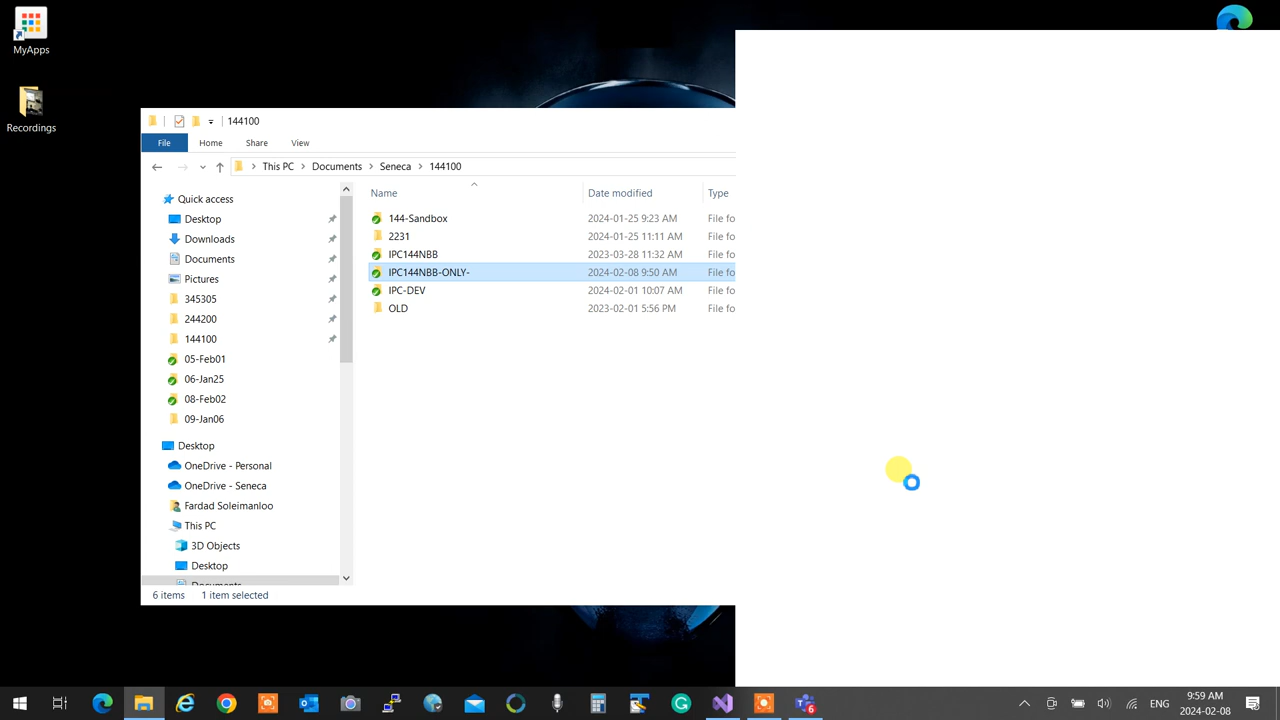 MyApps
Recordings
144100
File Home Share View
This PC Documents Seneca 144100
Name Date modified Type
144-Sandbox 2024-01-25 9:23 AM File fo
2231 2024-01-25 11:11 AM File fo
IPC144NBB 2023-03-28 11:32 AM File fo
IPC144NBB-ONLY- 2024-02-08 9:50 AM File fo
IPC-DEV 2024-02-01 10:07 AM File fo
OLD 2023-02-01 5:56 PM File fo
Quick access
Desktop
Downloads
Documents
Pictures
345305
244200
144100
05-Feb01
06-Jan25
08-Feb02
09-Jan06
Desktop
OneDrive - Personal
OneDrive - Seneca
Fardad Soleimanloo
This PC
3D Objects
Desktop
Documents
6 items 1 item selected
6
ENG
9:59 AM
2024-02-08